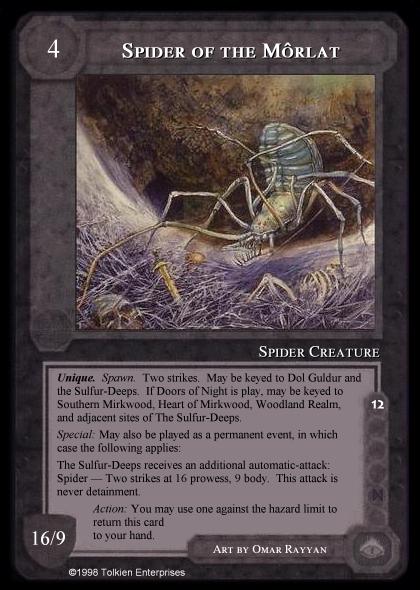 4
SPIDER OF THE MÔRLAT
SPIDER CREATURE
Unique. Spawn. Two strikes. May be keyed to Dol Guldur and
the Sulfur-Deeps. If Doors of Night is play, may be keyed to
Southern Mirkwood, Heart of Mirkwood, Woodland Realm,
and adjacent sites of The Sulfur-Deeps.
12
Special: May also be played as a permanent event, in which
case the following applies:
The Sulfur-Deeps receives an additional automatic-attack:
Spider — Two strikes at 16 prowess, 9 body. This attack is
never detainment.
Action: You may use one against the hazard limit to
return this card
to your hand.
16/9
ART BY OMAR RAYYAN
©1998 Tolkien Enterprises